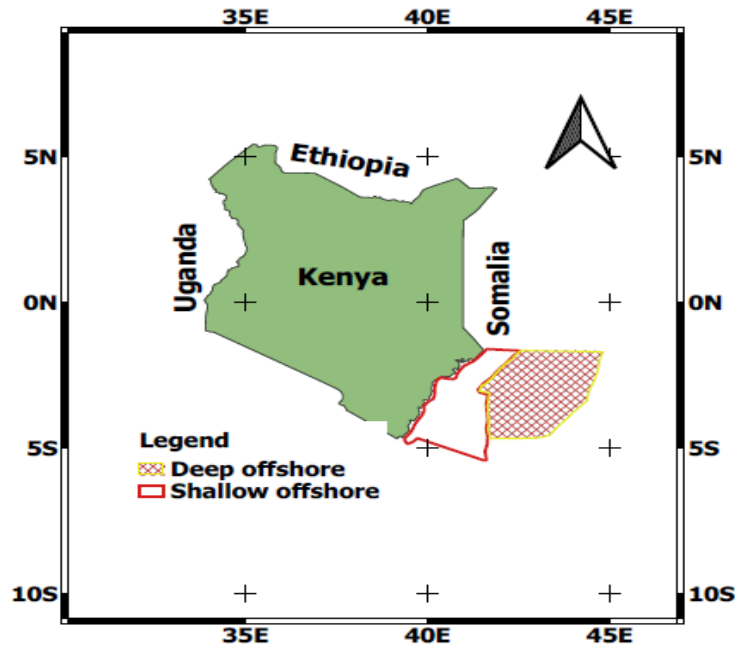 35E 40E 45E
5N Ethiopia 5N
Uganda Kenya Somalia
0N 0N
Legend
5S 5S
Deep offshore
Shallow offshore
10S 10S
35E 40E 45E